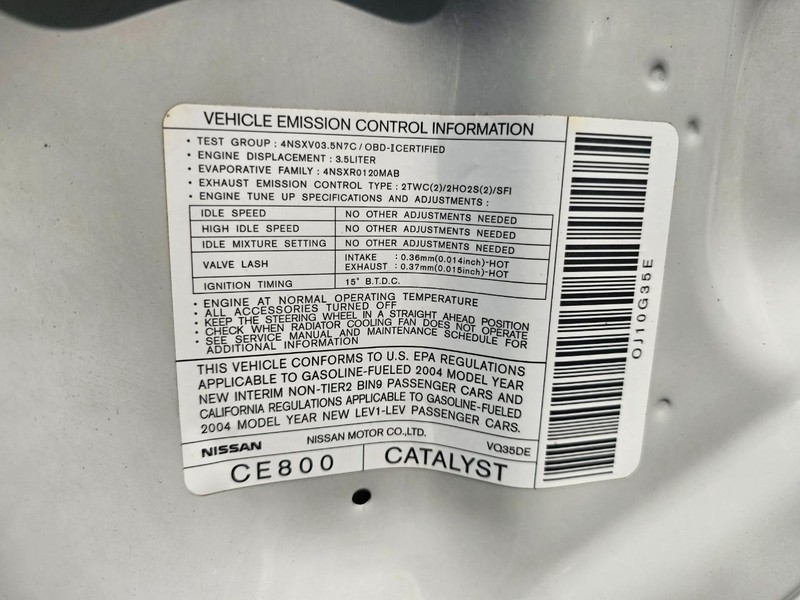 VEHICLE EMISSION CONTROL INFORMATION
• TEST GROUP : 4NSXV03.5N7C / OBD-ICERTIFIED
• ENGINE DISPLACEMENT : 3.5LITER
• EVAPORATIVE FAMILY : 4NSXR0120MAB
• EXHAUST EMISSION CONTROL TYPE : 2TWC(2)/2HO2S(2)/SFI
• ENGINE TUNE UP SPECIFICATIONS AND ADJUSTMENTS :
IDLE SPEED NO OTHER ADJUSTMENTS NEEDED
HIGH IDLE SPEED NO OTHER ADJUSTMENTS NEEDED
IDLE MIXTURE SETTING NO OTHER ADJUSTMENTS NEEDED
VALVE LASH INTAKE : 0.36mm(0.014inch)-HOT
EXHAUST : 0.37mm(0.015inch)-HOT
IGNITION TIMING 15° B.T.D.C.
• ENGINE AT NORMAL OPERATING TEMPERATURE
• ALL ACCESSORIES TURNED OFF
• KEEP THE STEERING WHEEL IN A STRAIGHT AHEAD POSITION
• CHECK WHEN RADIATOR COOLING FAN DOES NOT OPERATE
• SEE SERVICE MANUAL AND MAINTENANCE SCHEDULE FOR
ADDITIONAL INFORMATION
THIS VEHICLE CONFORMS TO U.S. EPA REGULATIONS
APPLICABLE TO GASOLINE-FUELED 2004 MODEL YEAR
NEW INTERIM NON-TIER2 BIN9 PASSENGER CARS AND
CALIFORNIA REGULATIONS APPLICABLE TO GASOLINE-FUELED
2004 MODEL YEAR NEW LEV1-LEV PASSENGER CARS.
NISSAN NISSAN MOTOR CO.,LTD. VQ35DE
CE800 CATALYST
OJ10G35E